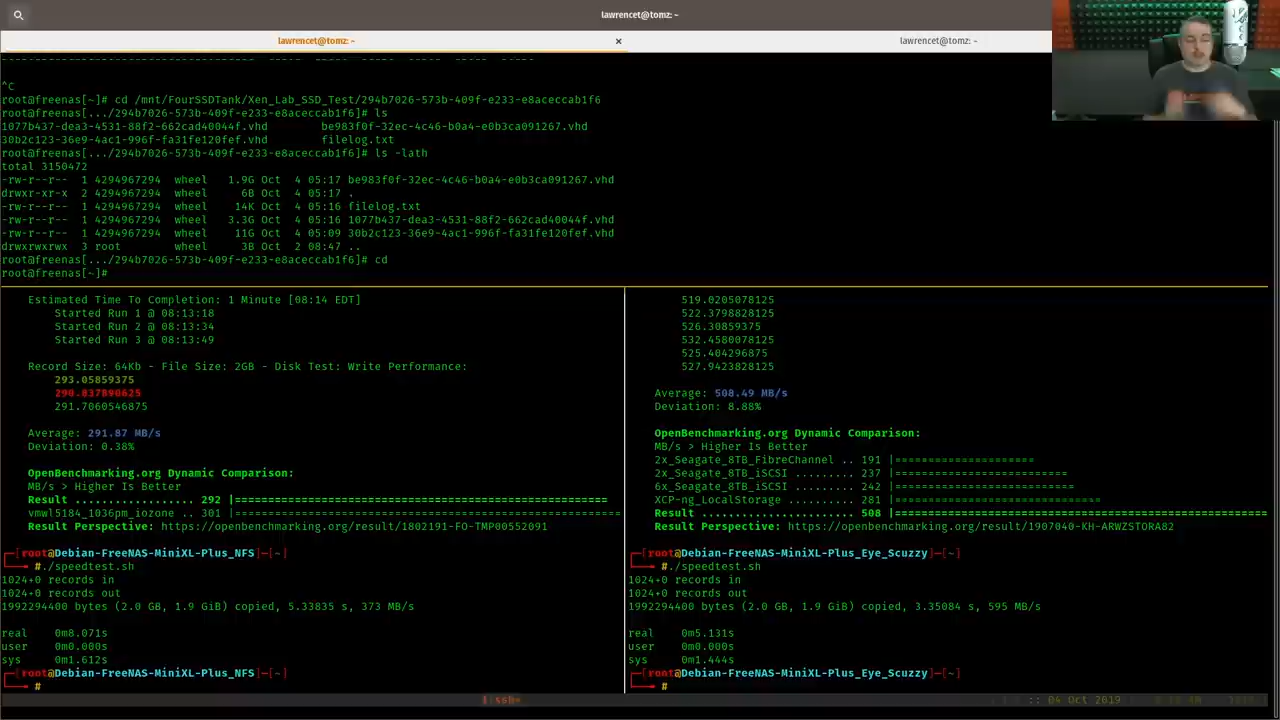 lawrencet@tomz: ~
lawrencet@tomz: ~ × lawrencet@tomz: ~
^C
root@freenas[~]# cd /mnt/FourSSDTank/Xen_Lab_SSD_Test/294b7026-573b-409f-e233-e8aceccab1f6
root@freenas[.../294b7026-573b-409f-e233-e8aceccab1f6]# ls
1077b437-dea3-4531-88f2-662cad40044f.vhd be983f0f-32ec-4c46-b0a4-e0b3ca091267.vhd
30b2c123-36e9-4ac1-996f-fa31fe120fef.vhd filelog.txt
root@freenas[.../294b7026-573b-409f-e233-e8aceccab1f6]# ls -lath
total 3150472
-rw-r--r-- 1 4294967294 wheel 1.9G Oct 4 05:17 be983f0f-32ec-4c46-b0a4-e0b3ca091267.vhd
drwxr-xr-x 2 4294967294 wheel 6B Oct 4 05:17 .
-rw-r--r-- 1 4294967294 wheel 14K Oct 4 05:16 filelog.txt
-rw-r--r-- 1 4294967294 wheel 3.3G Oct 4 05:16 1077b437-dea3-4531-88f2-662cad40044f.vhd
-rw-r--r-- 1 4294967294 wheel 11G Oct 4 05:09 30b2c123-36e9-4ac1-996f-fa31fe120fef.vhd
drwxrwxrwx 3 root wheel 3B Oct 2 08:47 ..
root@freenas[.../294b7026-573b-409f-e233-e8aceccab1f6]# cd
root@freenas[~]#
Estimated Time To Completion: 1 Minute [08:14 EDT]
Started Run 1 @ 08:13:18
Started Run 2 @ 08:13:34
Started Run 3 @ 08:13:49
Record Size: 64Kb - File Size: 2GB - Disk Test: Write Performance:
293.05859375
290.837890625
291.7060546875
Average: 291.87 MB/s
Deviation: 0.38%
OpenBenchmarking.org Dynamic Comparison:
MB/s > Higher Is Better
Result ................. 292 |========================================================
vmwl5184_1036pm_iozone .. 301 |==========================================================
Result Perspective: https://openbenchmarking.org/result/1802191-FO-TMP00552091
[root@Debian-FreeNAS-MiniXL-Plus_NFS]─[~]
#./speedtest.sh
1024+0 records in
1024+0 records out
1992294400 bytes (2.0 GB, 1.9 GiB) copied, 5.33835 s, 373 MB/s
real 0m8.071s
user 0m0.000s
sys 0m1.612s
[root@Debian-FreeNAS-MiniXL-Plus_NFS]─[~]
#
519.0205078125
522.3798828125
526.30859375
532.4580078125
525.404296875
527.9423828125
Average: 508.49 MB/s
Deviation: 8.88%
OpenBenchmarking.org Dynamic Comparison:
MB/s > Higher Is Better
2x_Seagate_8TB_FibreChannel .. 191 |=====================
2x_Seagate_8TB_iSCSI ......... 237 |==========================
6x_Seagate_8TB_iSCSI ......... 242 |===========================
XCP-ng_LocalStorage .......... 281 |===============================
Result ....................... 508 |========================================================
Result Perspective: https://openbenchmarking.org/result/1907040-KH-ARWZSTORA82
[root@Debian-FreeNAS-MiniXL-Plus_Eye_Scuzzy]─[~]
#./speedtest.sh
1024+0 records in
1024+0 records out
1992294400 bytes (2.0 GB, 1.9 GiB) copied, 3.35084 s, 595 MB/s
real 0m5.131s
user 0m0.000s
sys 0m1.444s
[root@Debian-FreeNAS-MiniXL-Plus_Eye_Scuzzy]─[~]
#
:: 04 Oct 2019